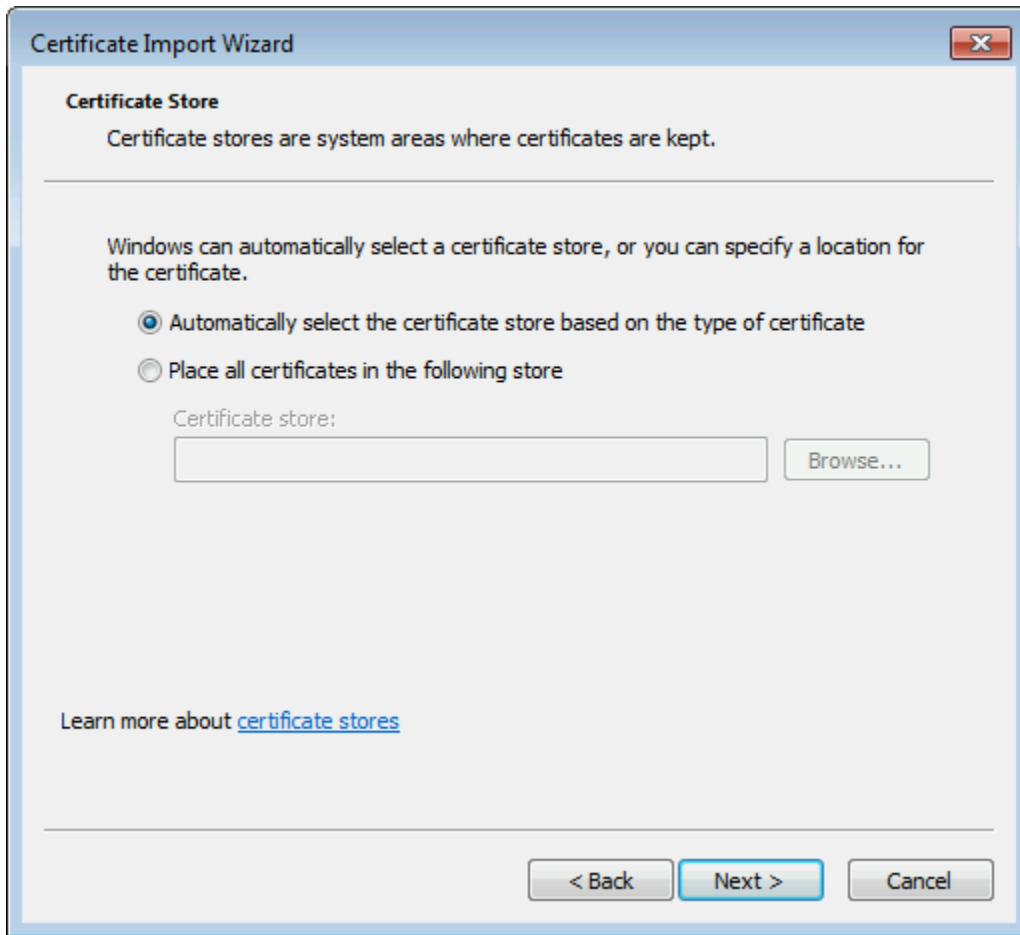 Certificate Import Wizard
Certificate Store
Certificate stores are system areas where certificates are kept.
Windows can automatically select a certificate store, or you can specify a location for
the certificate.
Automatically select the certificate store based on the type of certificate
Place all certificates in the following store
Certificate store:
Browse...
Learn more about certificate stores
< Back Next > Cancel